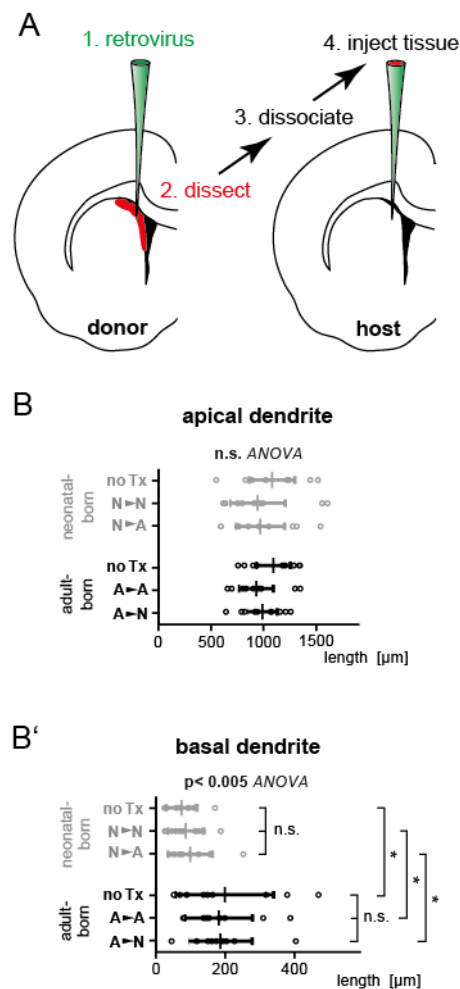 A
1. retrovirus
4. inject tissue
3. dissociate
2. dissect
donor
host
B
apical dendrite
n.s. ANOVA
neonatal-born
no Tx
N►N
N►A
adult-born
no Tx
A►A
A►N
0 500 1000 1500
length [µm]
B'
basal dendrite
p< 0.005 ANOVA
neonatal-born
no Tx
N►N
N►A
n.s.
*
*
*
adult-born
no Tx
A►A
A►N
n.s.
0 200 400
length [µm]